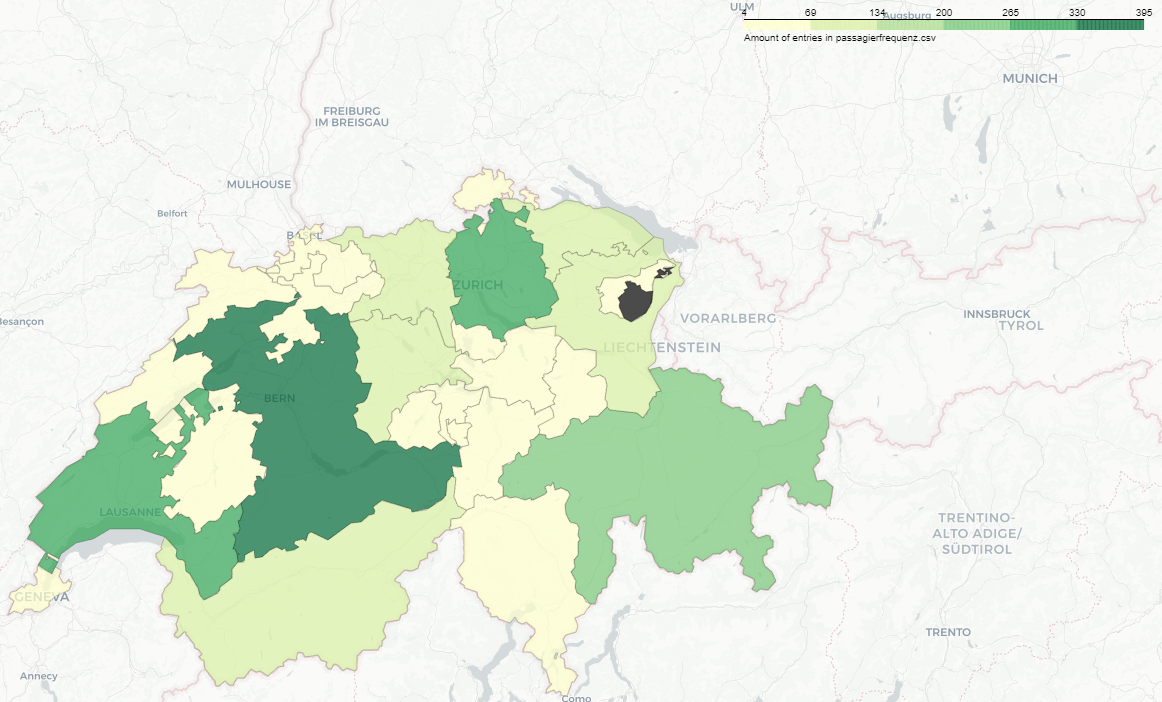 ULM
4 69 134 200 265 330 395
Augsburg
Amount of entries in passagierfrequenz.csv
MUNICH
FREIBURG
IM BREISGAU
MULHOUSE
Belfort
BASEL
ZURICH
VORARLBERG
INNSBRUCK
TYROL
Besançon
LIECHTENSTEIN
BERN
LAUSANNE
TRENTINO-
ALTO ADIGE/
SÜDTIROL
GENEVA
TRENTO
Annecy
Como